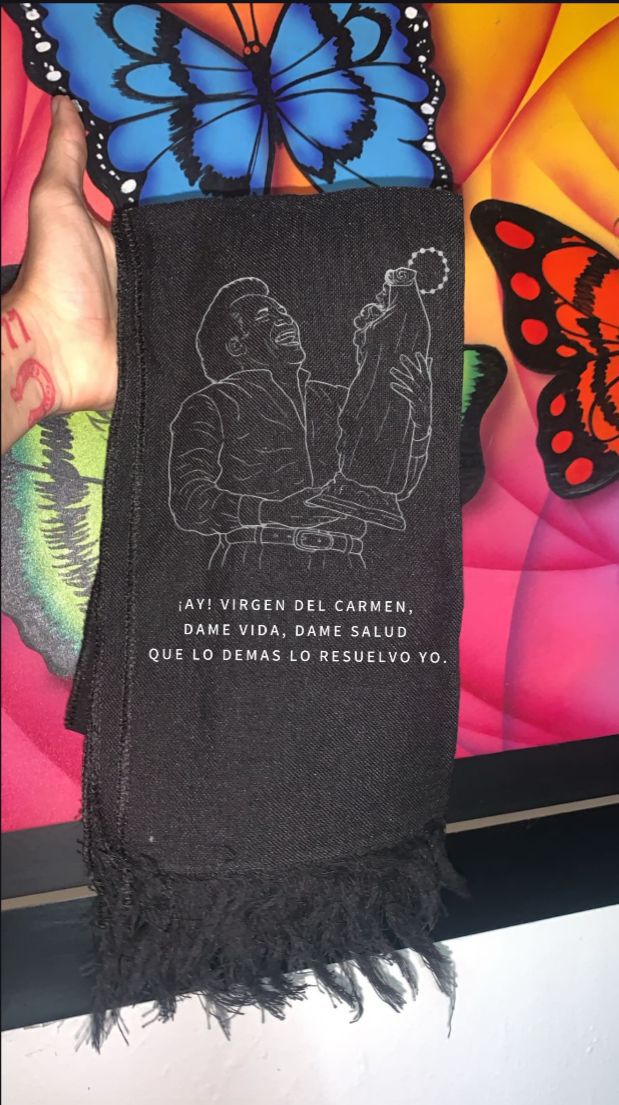 ¡AY! VIRGEN DEL CARMEN,
DAME VIDA, DAME SALUD
QUE LO DEMAS LO RESUELVO YO.